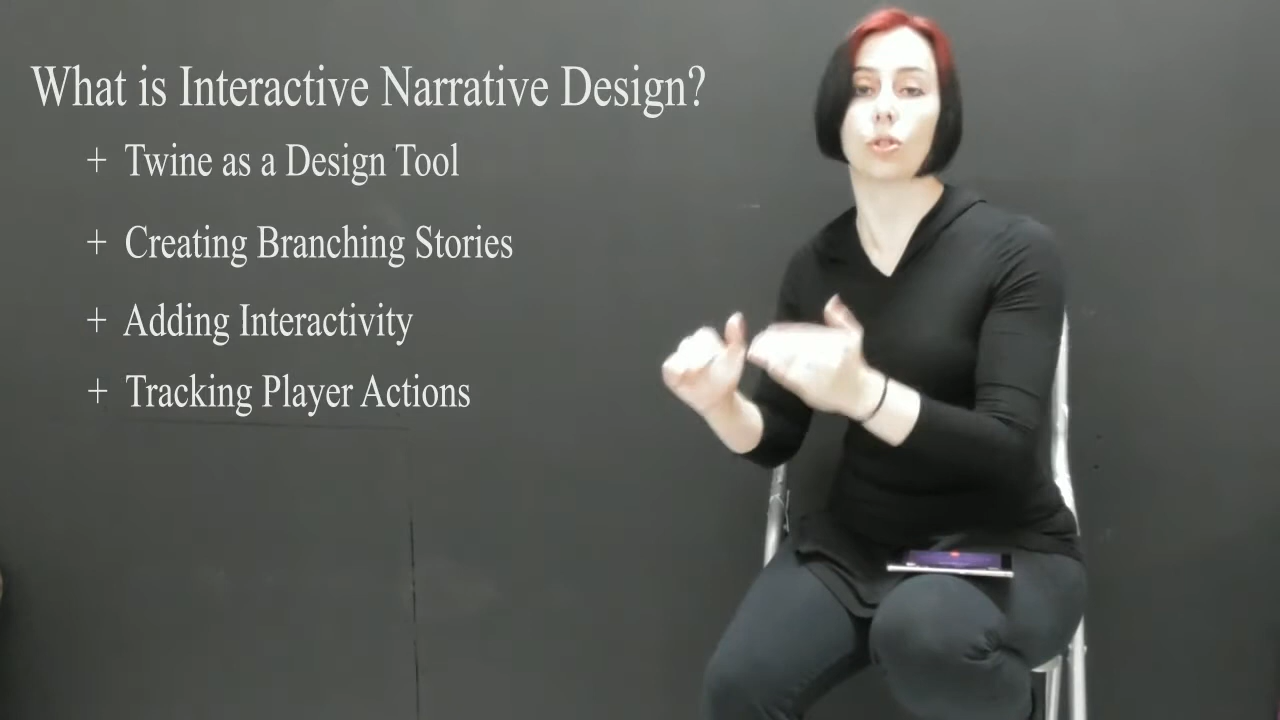 What is Interactive Narrative Design?
+ Twine as a Design Tool
+ Creating Branching Stories
+ Adding Interactivity
+ Tracking Player Actions